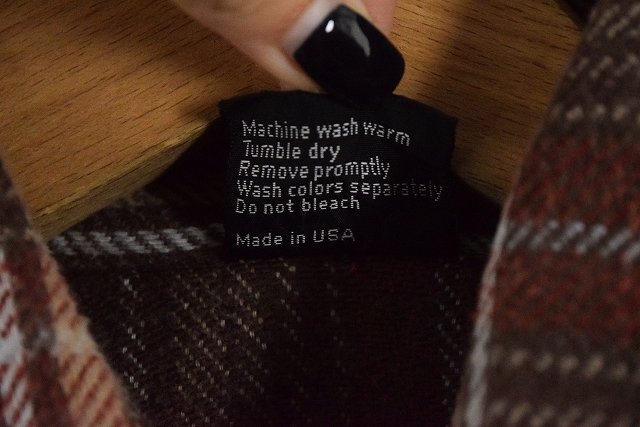 Machine wash warm
Tumble dry
Remove promptly
Wash colors separately
Do not bleach
Made in USA